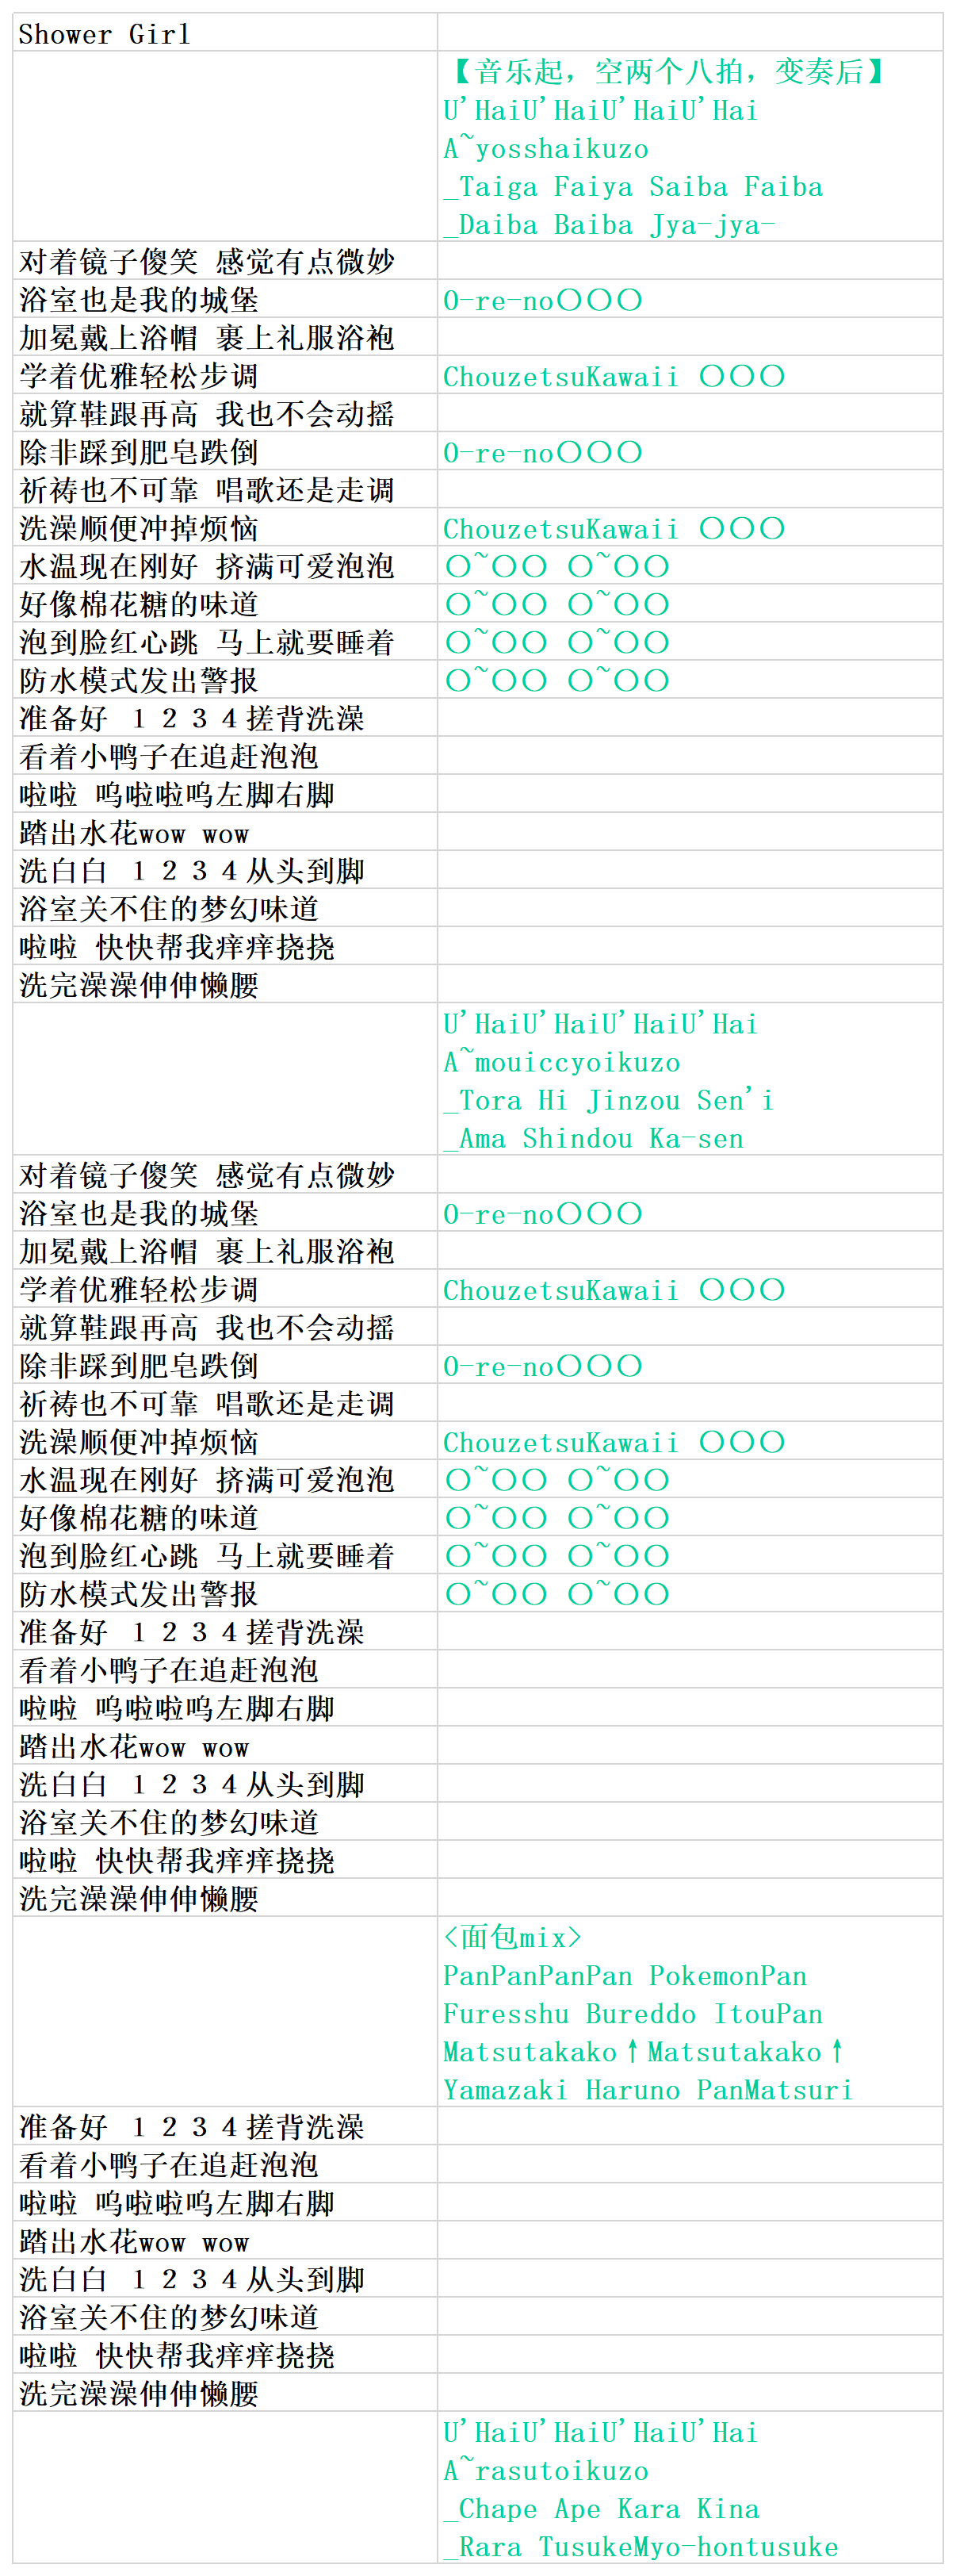 Shower Girl
【音乐起，空两个八拍，变奏后】
U'HaiU'HaiU'HaiU'Hai
A~yosshaikuzo
_Taiga Faiya Saiba Faiba
_Daiba Baiba Jya-jya-
对着镜子傻笑 感觉有点微妙
浴室也是我的城堡 O-re-no〇〇〇
加冕戴上浴帽 裹上礼服浴袍
学着优雅轻松步调 ChouzetsuKawaii 〇〇〇
就算鞋跟再高 我也不会动摇
除非踩到肥皂跌倒 O-re-no〇〇〇
祈祷也不可靠 唱歌还是走调
洗澡顺便冲掉烦恼 ChouzetsuKawaii 〇〇〇
水温现在刚好 挤满可爱泡泡 〇~〇〇 〇~〇〇
好像棉花糖的味道 〇~〇〇 〇~〇〇
泡到脸红心跳 马上就要睡着 〇~〇〇 〇~〇〇
防水模式发出警报 〇~〇〇 〇~〇〇
准备好 １２３４搓背洗澡
看着小鸭子在追赶泡泡
啦啦 呜啦啦呜左脚右脚
踏出水花wow wow
洗白白 １２３４从头到脚
浴室关不住的梦幻味道
啦啦 快快帮我痒痒挠挠
洗完澡澡伸伸懒腰
U'HaiU'HaiU'HaiU'Hai
A~mouiccyoikuzo
_Tora Hi Jinzou Sen'i
_Ama Shindou Ka-sen
对着镜子傻笑 感觉有点微妙
浴室也是我的城堡 O-re-no〇〇〇
加冕戴上浴帽 裹上礼服浴袍
学着优雅轻松步调 ChouzetsuKawaii 〇〇〇
就算鞋跟再高 我也不会动摇
除非踩到肥皂跌倒 O-re-no〇〇〇
祈祷也不可靠 唱歌还是走调
洗澡顺便冲掉烦恼 ChouzetsuKawaii 〇〇〇
水温现在刚好 挤满可爱泡泡 〇~〇〇 〇~〇〇
好像棉花糖的味道 〇~〇〇 〇~〇〇
泡到脸红心跳 马上就要睡着 〇~〇〇 〇~〇〇
防水模式发出警报 〇~〇〇 〇~〇〇
准备好 １２３４搓背洗澡
看着小鸭子在追赶泡泡
啦啦 呜啦啦呜左脚右脚
踏出水花wow wow
洗白白 １２３４从头到脚
浴室关不住的梦幻味道
啦啦 快快帮我痒痒挠挠
洗完澡澡伸伸懒腰
<面包mix>
PanPanPanPan PokemonPan
Furesshu Bureddo ItouPan
Matsutakako↑Matsutakako↑
Yamazaki Haruno PanMatsuri
准备好 １２３４搓背洗澡
看着小鸭子在追赶泡泡
啦啦 呜啦啦呜左脚右脚
踏出水花wow wow
洗白白 １２３４从头到脚
浴室关不住的梦幻味道
啦啦 快快帮我痒痒挠挠
洗完澡澡伸伸懒腰
U'HaiU'HaiU'HaiU'Hai
A~rasutoikuzo
_Chape Ape Kara Kina
_Rara TusukeMyo-hontusuke